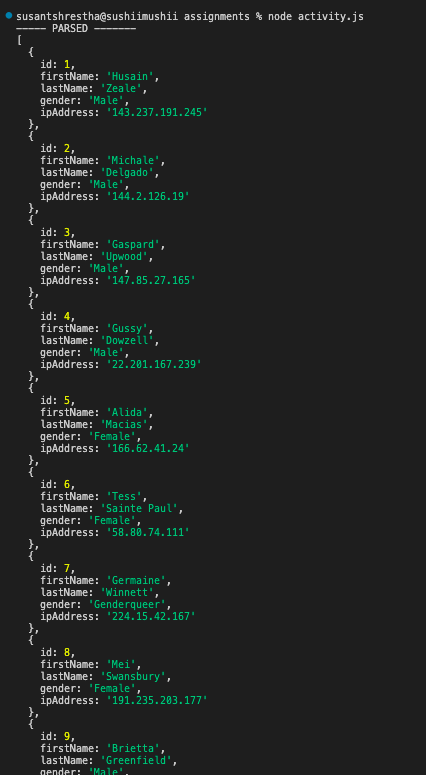 susantshrestha@sushiimushii assignments % node activity.js
----- PARSED -------
[
  {
    id: 1,
    firstName: 'Husain',
    lastName: 'Zeale',
    gender: 'Male',
    ipAddress: '143.237.191.245'
  },
  {
    id: 2,
    firstName: 'Michale',
    lastName: 'Delgado',
    gender: 'Male',
    ipAddress: '144.2.126.19'
  },
  {
    id: 3,
    firstName: 'Gaspard',
    lastName: 'Upwood',
    gender: 'Male',
    ipAddress: '147.85.27.165'
  },
  {
    id: 4,
    firstName: 'Gussy',
    lastName: 'Dowzell',
    gender: 'Male',
    ipAddress: '22.201.167.239'
  },
  {
    id: 5,
    firstName: 'Alida',
    lastName: 'Macias',
    gender: 'Female',
    ipAddress: '166.62.41.24'
  },
  {
    id: 6,
    firstName: 'Tess',
    lastName: 'Sainte Paul',
    gender: 'Female',
    ipAddress: '58.80.74.111'
  },
  {
    id: 7,
    firstName: 'Germaine',
    lastName: 'Winnett',
    gender: 'Genderqueer',
    ipAddress: '224.15.42.167'
  },
  {
    id: 8,
    firstName: 'Mei',
    lastName: 'Swansbury',
    gender: 'Female',
    ipAddress: '191.235.203.177'
  },
  {
    id: 9,
    firstName: 'Brietta',
    lastName: 'Greenfield',
    gender: 'Male',